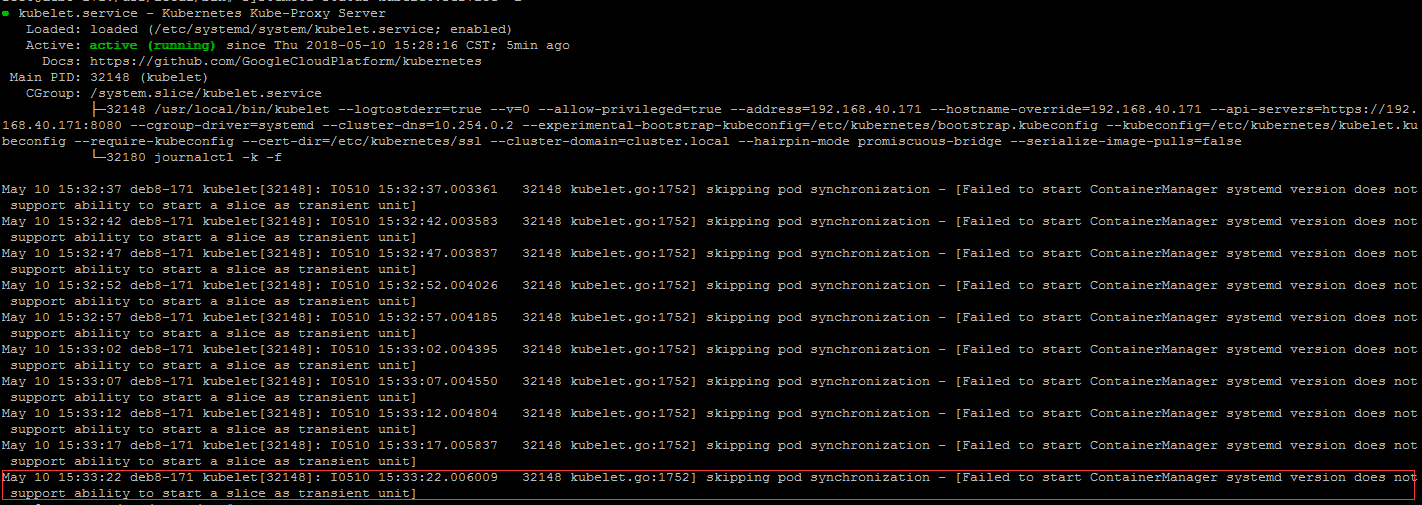 ● kubelet.service - Kubernetes Kube-Proxy Server
Loaded: loaded (/etc/systemd/system/kubelet.service; enabled)
Active: active (running) since Thu 2018-05-10 15:28:16 CST; 5min ago
Docs: https://github.com/GoogleCloudPlatform/kubernetes
Main PID: 32148 (kubelet)
CGroup: /system.slice/kubelet.service
├─32148 /usr/local/bin/kubelet --logtostderr=true --v=0 --allow-privileged=true --address=192.168.40.171 --hostname-override=192.168.40.171 --api-servers=https://192.
168.40.171:8080 --cgroup-driver=systemd --cluster-dns=10.254.0.2 --experimental-bootstrap-kubeconfig=/etc/kubernetes/bootstrap.kubeconfig --kubeconfig=/etc/kubernetes/kubelet.ku
beconfig --require-kubeconfig --cert-dir=/etc/kubernetes/ssl --cluster-domain=cluster.local --hairpin-mode promiscuous-bridge --serialize-image-pulls=false
└─32180 journalctl -k -f
May 10 15:32:37 deb8-171 kubelet[32148]: I0510 15:32:37.003361 32148 kubelet.go:1752] skipping pod synchronization - [Failed to start ContainerManager systemd version does not
support ability to start a slice as transient unit]
May 10 15:32:42 deb8-171 kubelet[32148]: I0510 15:32:42.003583 32148 kubelet.go:1752] skipping pod synchronization - [Failed to start ContainerManager systemd version does not
support ability to start a slice as transient unit]
May 10 15:32:47 deb8-171 kubelet[32148]: I0510 15:32:47.003837 32148 kubelet.go:1752] skipping pod synchronization - [Failed to start ContainerManager systemd version does not
support ability to start a slice as transient unit]
May 10 15:32:52 deb8-171 kubelet[32148]: I0510 15:32:52.004026 32148 kubelet.go:1752] skipping pod synchronization - [Failed to start ContainerManager systemd version does not
support ability to start a slice as transient unit]
May 10 15:32:57 deb8-171 kubelet[32148]: I0510 15:32:57.004185 32148 kubelet.go:1752] skipping pod synchronization - [Failed to start ContainerManager systemd version does not
support ability to start a slice as transient unit]
May 10 15:33:02 deb8-171 kubelet[32148]: I0510 15:33:02.004395 32148 kubelet.go:1752] skipping pod synchronization - [Failed to start ContainerManager systemd version does not
support ability to start a slice as transient unit]
May 10 15:33:07 deb8-171 kubelet[32148]: I0510 15:33:07.004550 32148 kubelet.go:1752] skipping pod synchronization - [Failed to start ContainerManager systemd version does not
support ability to start a slice as transient unit]
May 10 15:33:12 deb8-171 kubelet[32148]: I0510 15:33:12.004804 32148 kubelet.go:1752] skipping pod synchronization - [Failed to start ContainerManager systemd version does not
support ability to start a slice as transient unit]
May 10 15:33:17 deb8-171 kubelet[32148]: I0510 15:33:17.005837 32148 kubelet.go:1752] skipping pod synchronization - [Failed to start ContainerManager systemd version does not
support ability to start a slice as transient unit]
May 10 15:33:22 deb8-171 kubelet[32148]: I0510 15:33:22.006009 32148 kubelet.go:1752] skipping pod synchronization - [Failed to start ContainerManager systemd version does not
support ability to start a slice as transient unit]